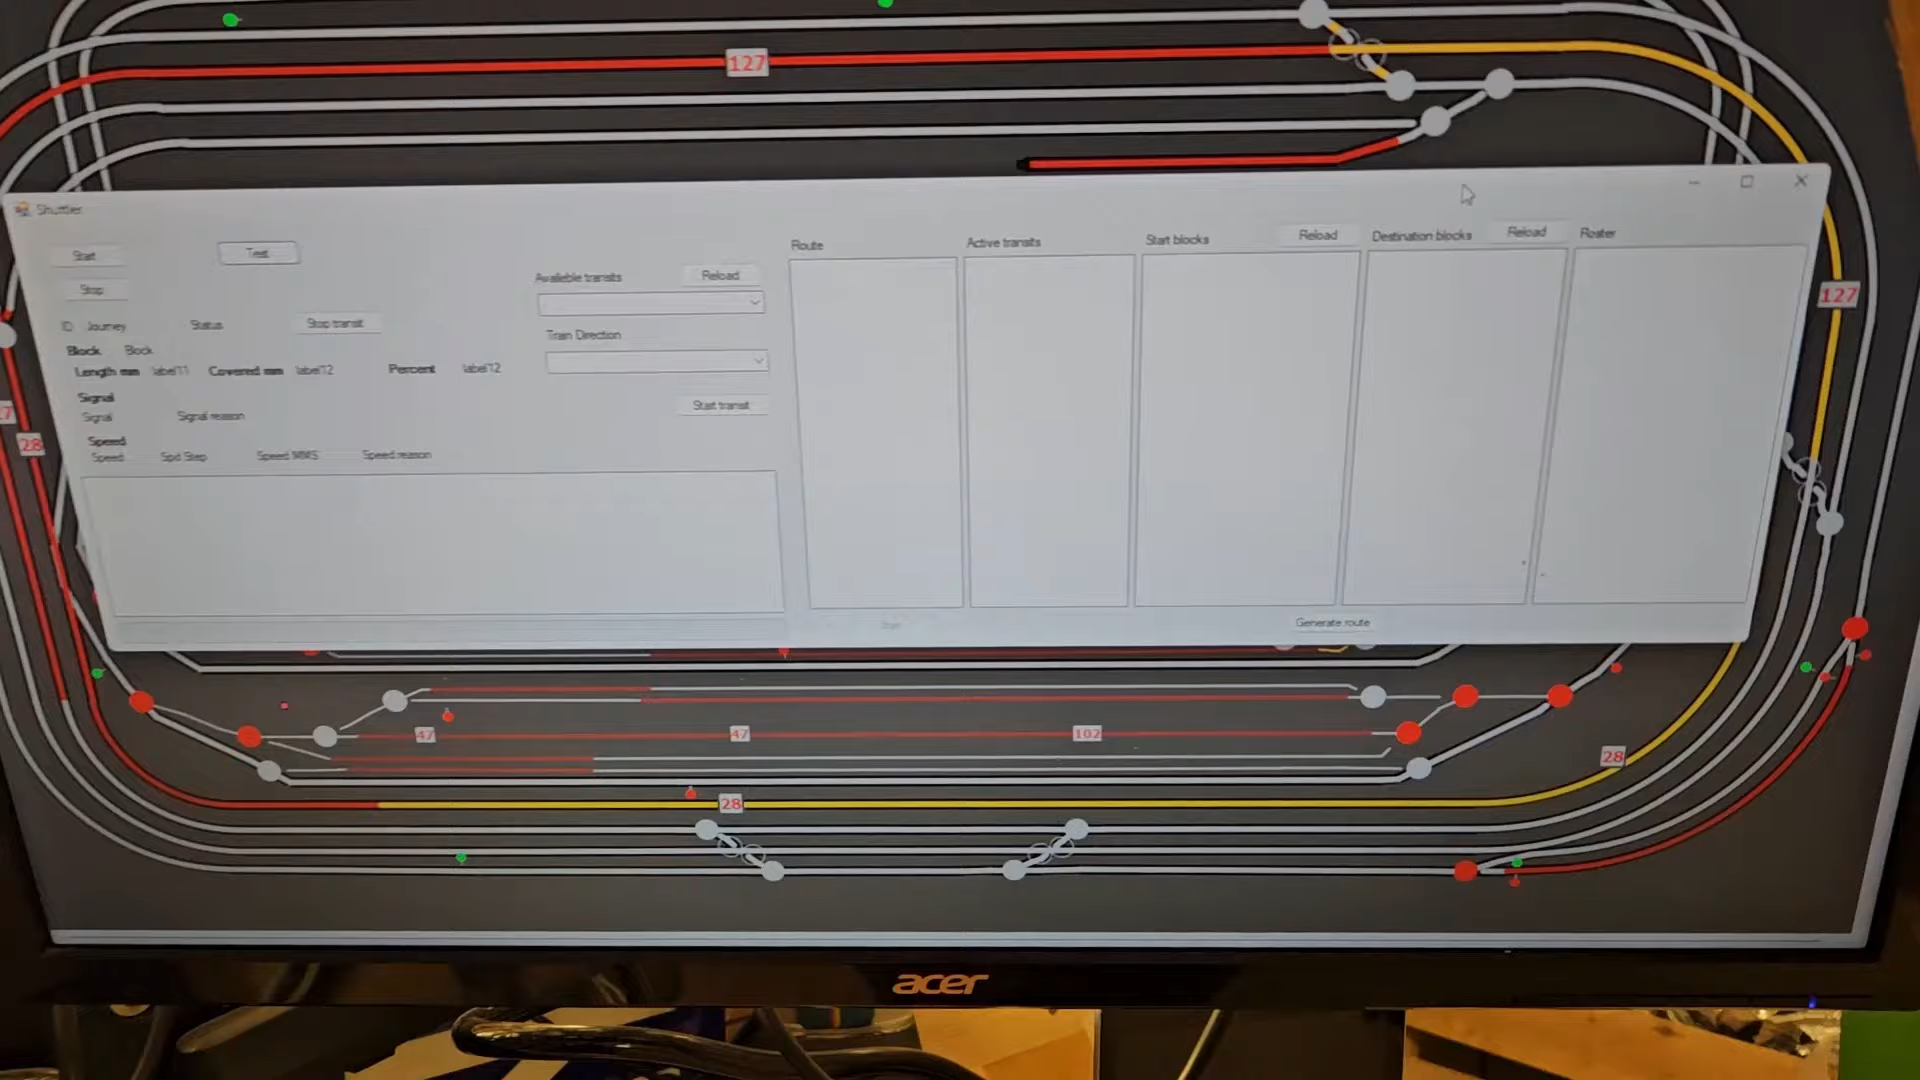 127
Shuttler
Start
Test
Stop
ID Journey Status Stop transit
Block Block
Length mm label11 Covered mm label12 Percent label12
Signal
Signal Signal reason
Speed
Speed Spd Step Speed MMS Speed reason
Available transits Reload
Train Direction
Start transit
Route
Active transits
Start blocks Reload
Destination blocks Reload
Roster
Generate route
127
28
47 47 102
28
28
acer